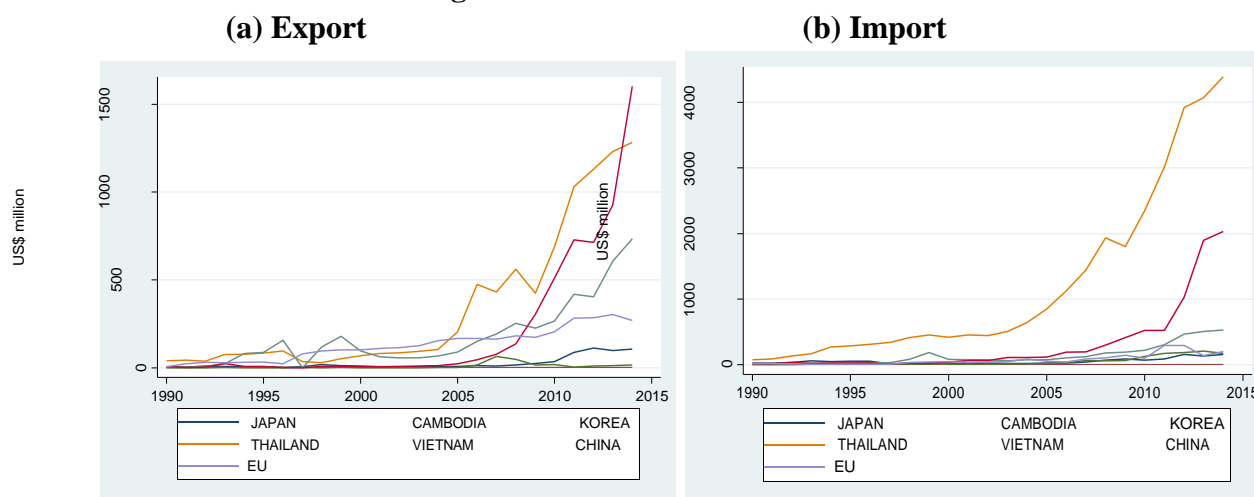 (a) Export
(b) Import
US$ million
1500
1000
500
0
1990 1995 2000 2005 2010 2015
JAPAN CAMBODIA KOREA
THAILAND VIETNAM CHINA
EU
US$ million
4000
3000
2000
1000
0
1990 1995 2000 2005 2010 2015
JAPAN CAMBODIA KOREA
THAILAND VIETNAM CHINA
EU